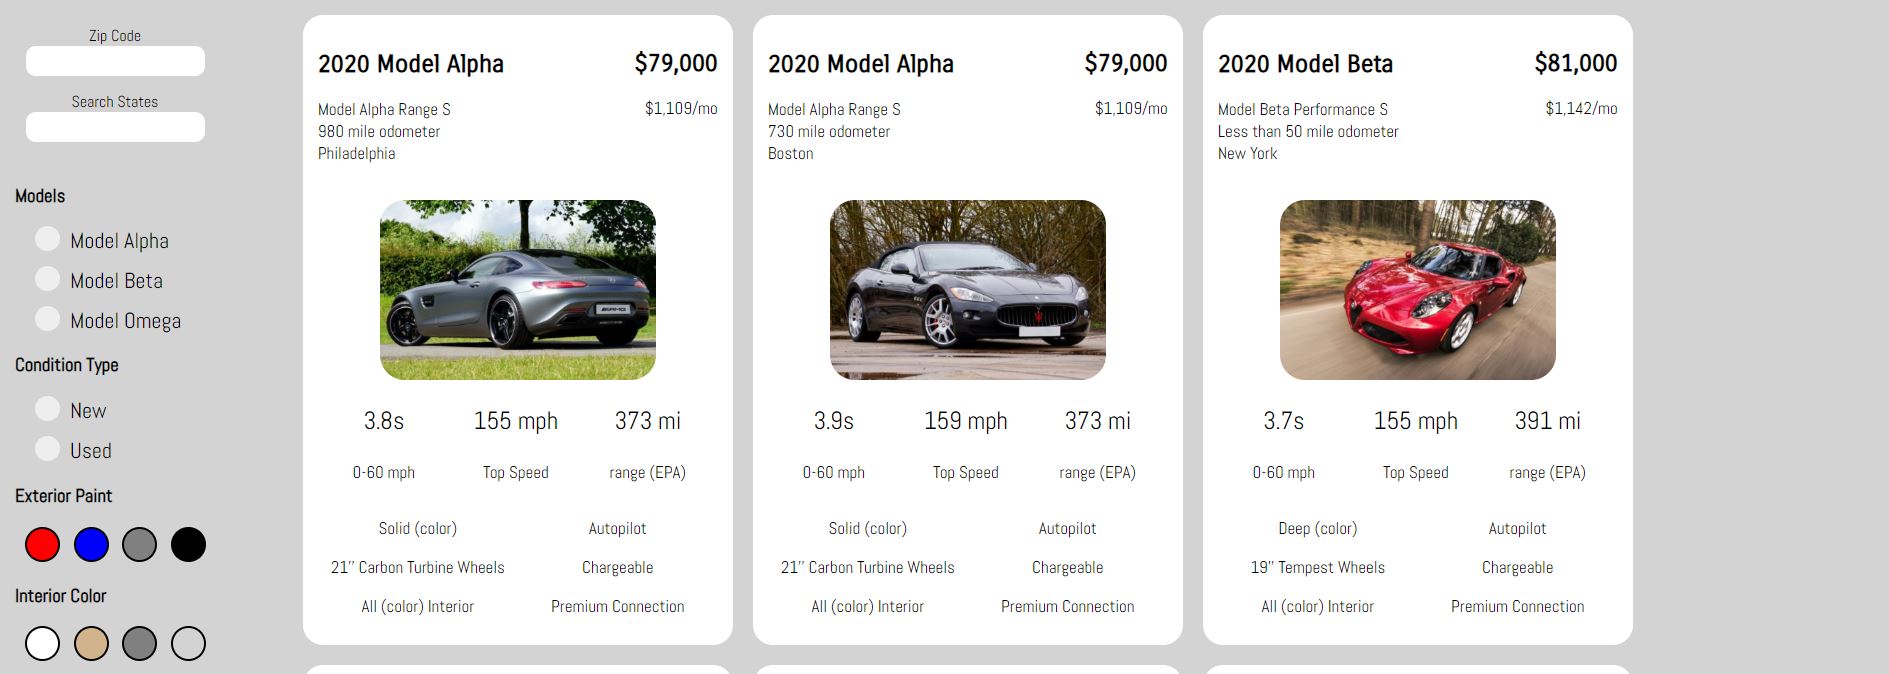 Zip Code
Search States
Models
Model Alpha
Model Beta
Model Omega
Condition Type
New
Used
Exterior Paint
Interior Color
2020 Model Alpha $79,000
Model Alpha Range S $1,109/mo
980 mile odometer
Philadelphia
3.8s 155 mph 373 mi
0-60 mph Top Speed range (EPA)
Solid (color) Autopilot
21'' Carbon Turbine Wheels Chargeable
All (color) Interior Premium Connection
2020 Model Alpha $79,000
Model Alpha Range S $1,109/mo
730 mile odometer
Boston
3.9s 159 mph 373 mi
0-60 mph Top Speed range (EPA)
Solid (color) Autopilot
21'' Carbon Turbine Wheels Chargeable
All (color) Interior Premium Connection
2020 Model Beta $81,000
Model Beta Performance S $1,142/mo
Less than 50 mile odometer
New York
3.7s 155 mph 391 mi
0-60 mph Top Speed range (EPA)
Deep (color) Autopilot
19'' Tempest Wheels Chargeable
All (color) Interior Premium Connection